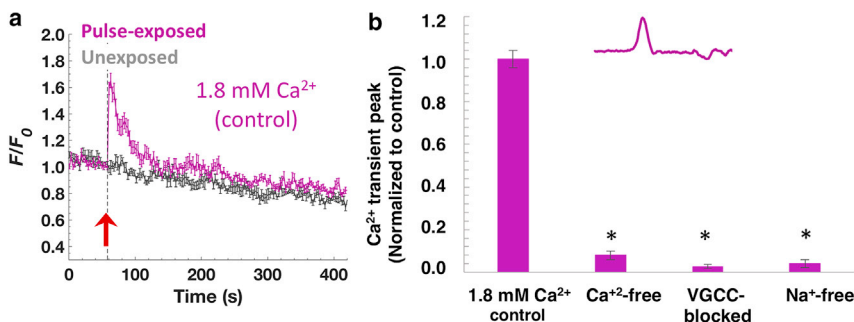 a
Pulse-exposed
Unexposed
1.8 mM Ca²⁺
(control)
F/F₀
2.0
1.8
1.6
1.4
1.2
1.0
0.8
0.6
0.4
0
100
200
300
400
Time (s)
b
Ca²⁺ transient peak
(Normalized to control)
1.2
1.0
0.8
0.6
0.4
0.2
0.0
*
*
*
1.8 mM Ca²⁺
control
Ca⁺²-free
VGCC-
blocked
Na⁺-free